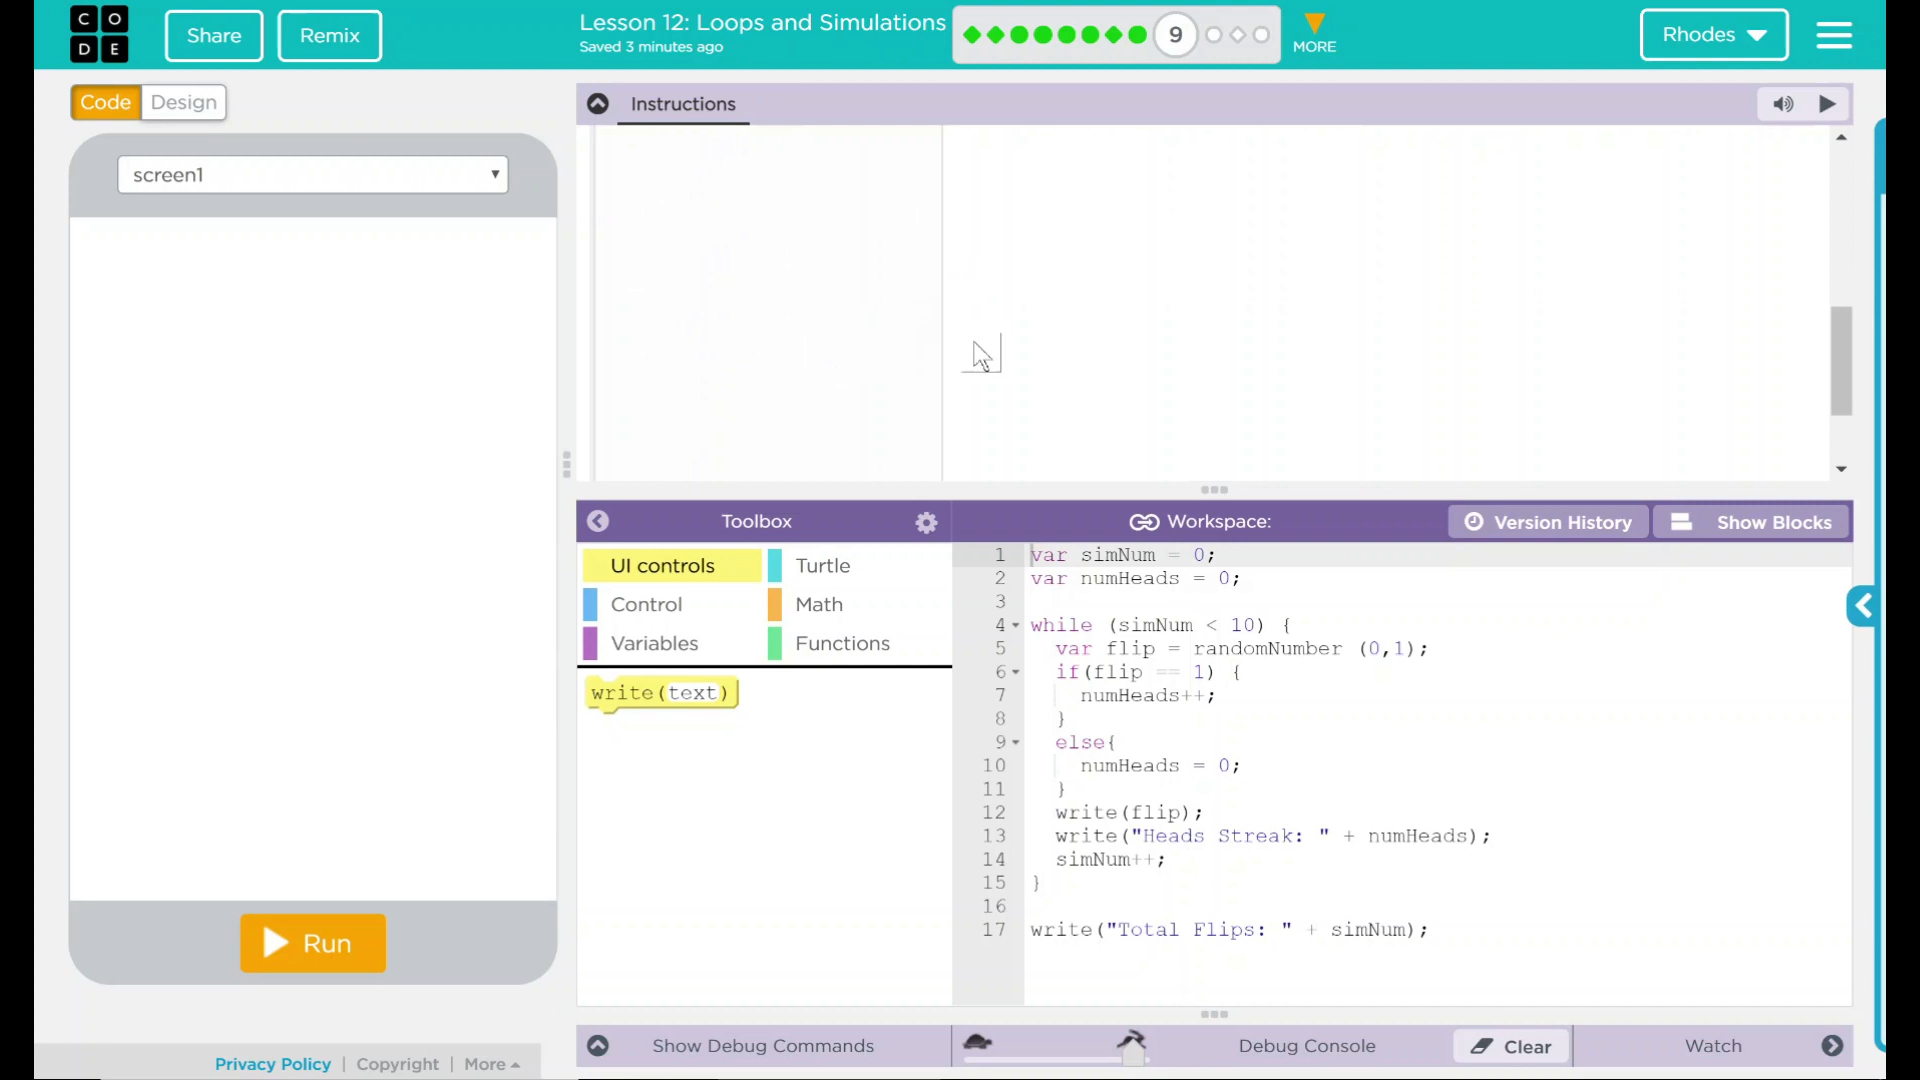 C O
D E
Share
Remix
Lesson 12: Loops and Simulations
Saved 3 minutes ago
9
MORE
Rhodes
Code
Design
Instructions
screen1
Run
Toolbox
UI controls
Turtle
Control
Math
Variables
Functions
write(text)
Workspace:
Version History
Show Blocks
1 var simNum = 0;
2 var numHeads = 0;
3
4 while (simNum < 10) {
5 var flip = randomNumber (0,1);
6 if(flip == 1) {
7 numHeads++;
8 }
9 else{
10 numHeads = 0;
11 }
12 write(flip);
13 write("Heads Streak: " + numHeads);
14 simNum++;
15 }
16
17 write("Total Flips: " + simNum);
Show Debug Commands
Debug Console
Clear
Watch
Privacy Policy | Copyright | More